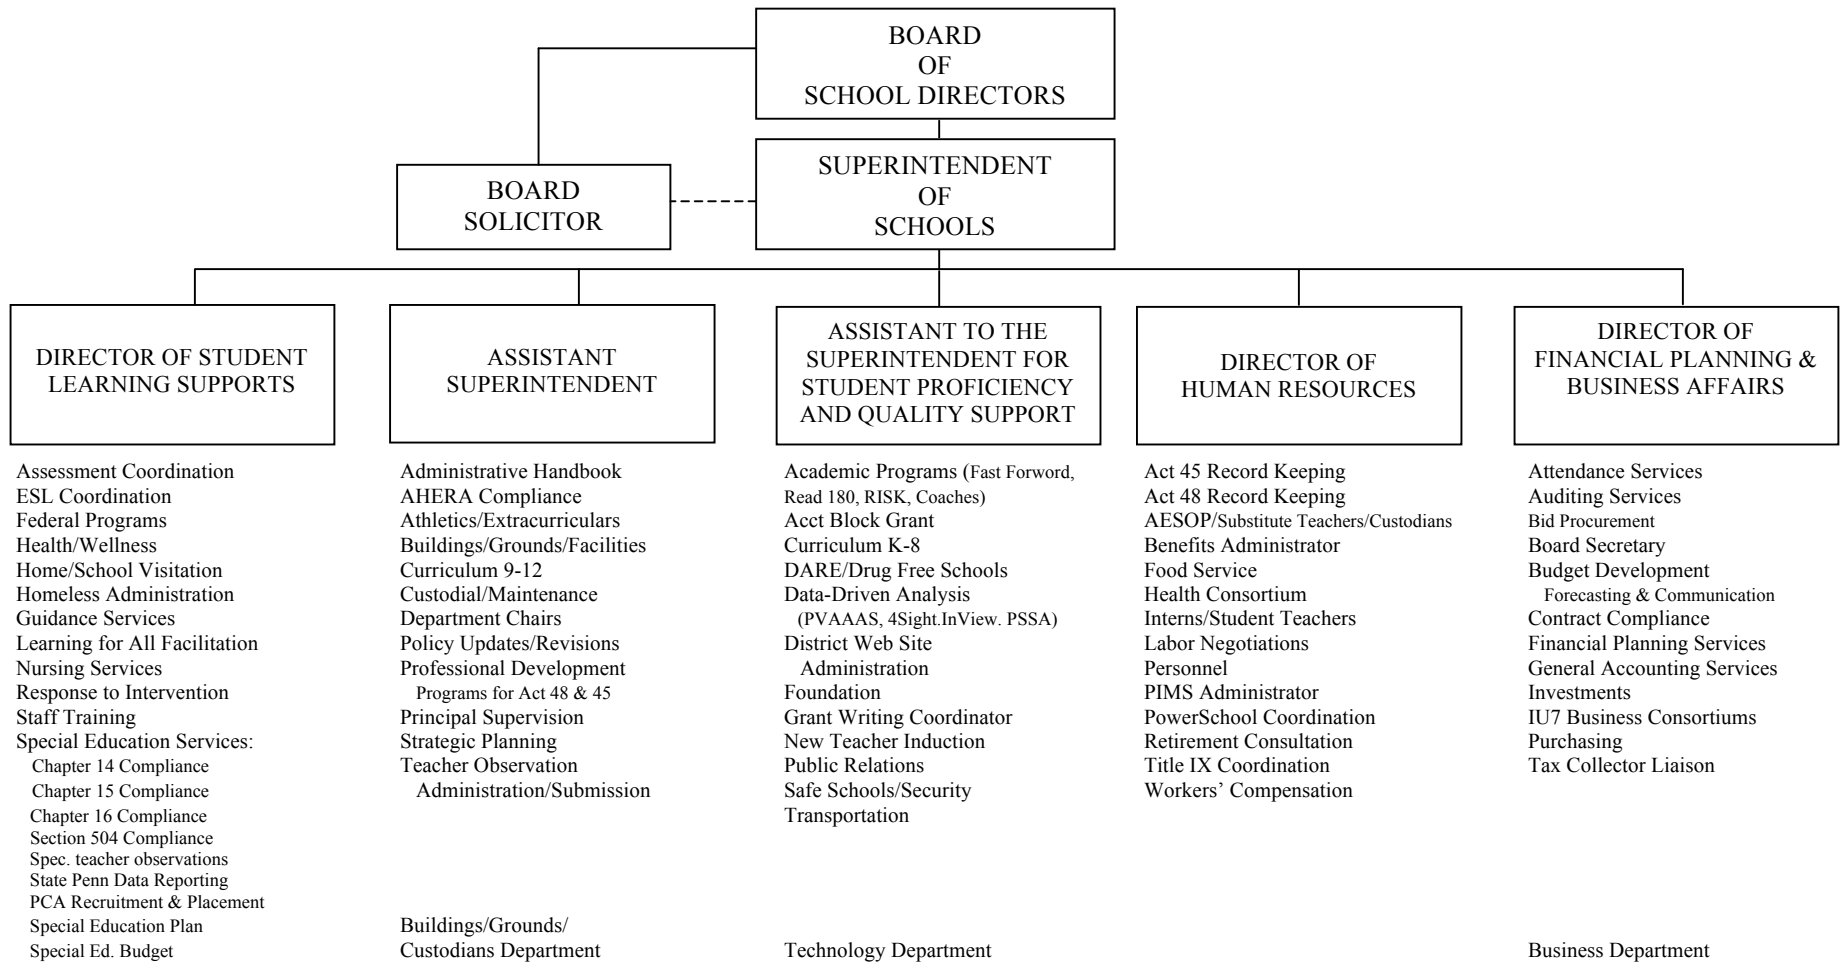 BOARD
OF
SCHOOL DIRECTORS
SUPERINTENDENT
OF
SCHOOLS
BOARD
SOLICITOR
DIRECTOR OF STUDENT
LEARNING SUPPORTS
Assessment Coordination
ESL Coordination
Federal Programs
Health/Wellness
Home/School Visitation
Homeless Administration
Guidance Services
Learning for All Facilitation
Nursing Services
Response to Intervention
Staff Training
Special Education Services:
Chapter 14 Compliance
Chapter 15 Compliance
Chapter 16 Compliance
Section 504 Compliance
Spec. teacher observations
State Penn Data Reporting
PCA Recruitment & Placement
Special Education Plan
Special Ed. Budget
ASSISTANT
SUPERINTENDENT
Administrative Handbook
AHERA Compliance
Athletics/Extracurriculars
Buildings/Grounds/Facilities
Curriculum 9-12
Custodial/Maintenance
Department Chairs
Policy Updates/Revisions
Professional Development
Programs for Act 48 & 45
Principal Supervision
Strategic Planning
Teacher Observation
Administration/Submission
Buildings/Grounds/
Custodians Department
ASSISTANT TO THE
SUPERINTENDENT FOR
STUDENT PROFICIENCY
AND QUALITY SUPPORT
Academic Programs (Fast Forword,
Read 180, RISK, Coaches)
Acct Block Grant
Curriculum K-8
DARE/Drug Free Schools
Data-Driven Analysis
(PVAAAS, 4Sight.InView. PSSA)
District Web Site
Administration
Foundation
Grant Writing Coordinator
New Teacher Induction
Public Relations
Safe Schools/Security
Transportation
Technology Department
DIRECTOR OF
HUMAN RESOURCES
Act 45 Record Keeping
Act 48 Record Keeping
AESOP/Substitute Teachers/Custodians
Benefits Administrator
Food Service
Health Consortium
Interns/Student Teachers
Labor Negotiations
Personnel
PIMS Administrator
PowerSchool Coordination
Retirement Consultation
Title IX Coordination
Workers’ Compensation
DIRECTOR OF
FINANCIAL PLANNING &
BUSINESS AFFAIRS
Attendance Services
Auditing Services
Bid Procurement
Board Secretary
Budget Development
Forecasting & Communication
Contract Compliance
Financial Planning Services
General Accounting Services
Investments
IU7 Business Consortiums
Purchasing
Tax Collector Liaison
Business Department